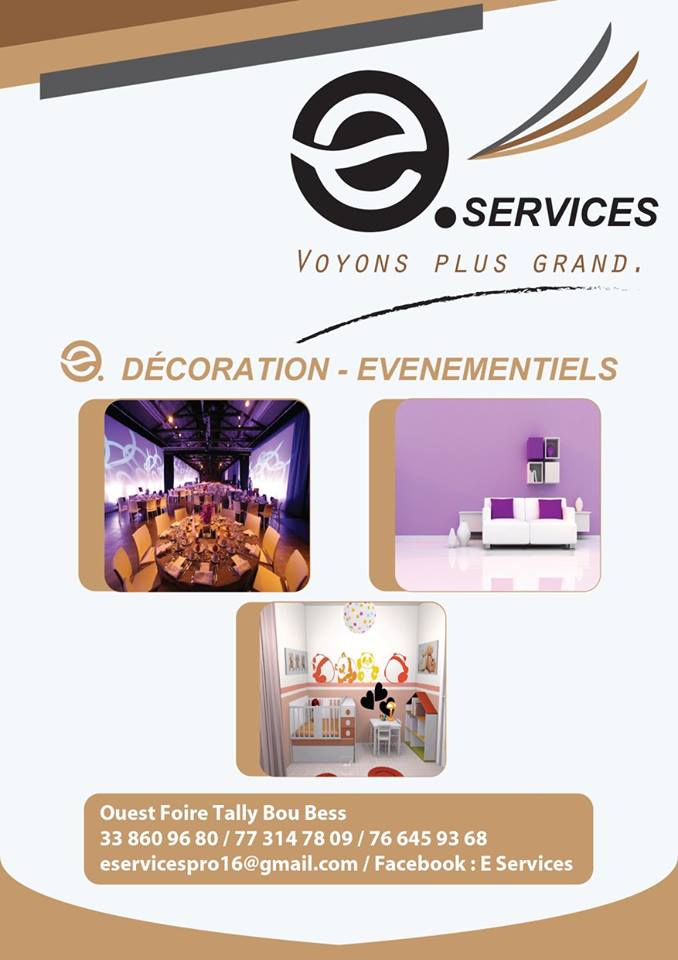 e.SERVICES
VOYONS PLUS GRAND.
e. DÉCORATION - EVENEMENTIELS
Ouest Foire Tally Bou Bess
33 860 96 80 / 77 314 78 09 / 76 645 93 68
eservicespro16@gmail.com / Facebook : E Services